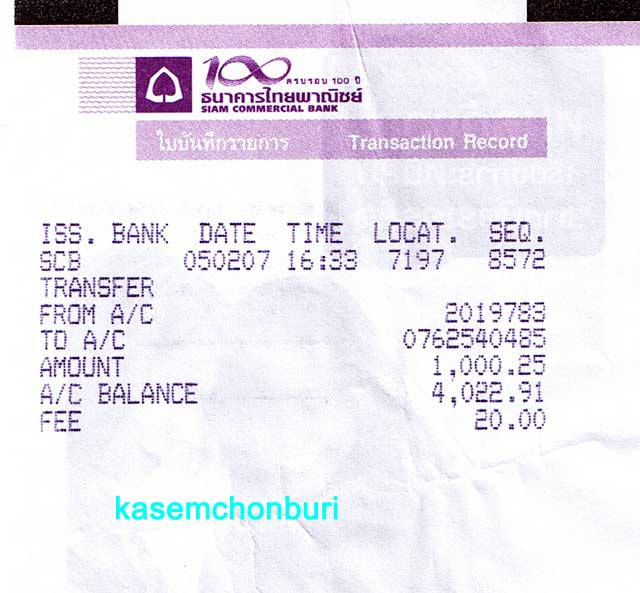 100 ครบรอบ 100 ปี
ธนาคารไทยพาณิชย์
SIAM COMMERCIAL BANK
ใบบันทึกรายการ Transaction Record
ISS. BANK DATE TIME LOCAT. SEQ.
SCB 050207 16:33 7197 8572
TRANSFER
FROM A/C 2019783
TO A/C 0762540485
AMOUNT 1,000.25
A/C BALANCE 4,022.91
FEE 20.00
kasemchonburi